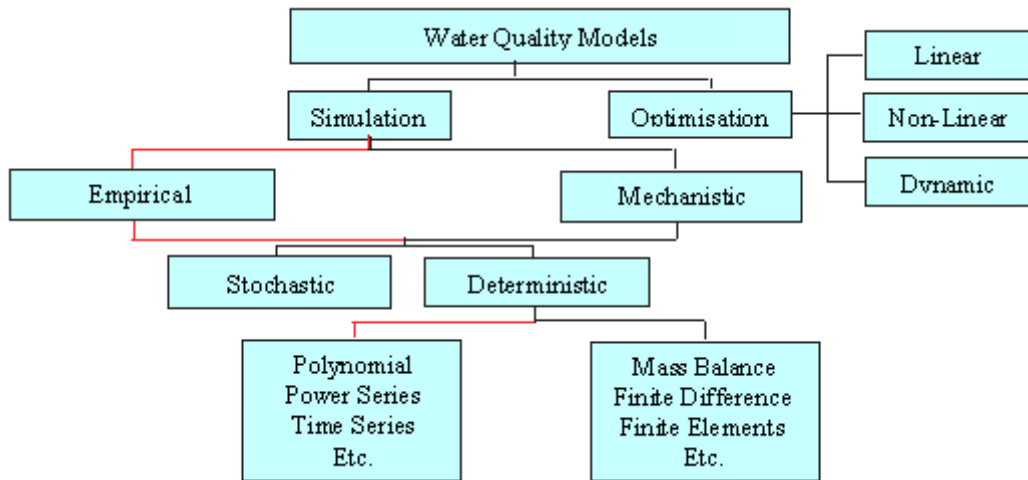 Water Quality Models
Linear
Simulation
Optimisation
Non-Linear
Empirical
Mechanistic
Dynamic
Stochastic
Deterministic
Polynomial
Power Series
Time Series
Etc.
Mass Balance
Finite Difference
Finite Elements
Etc.